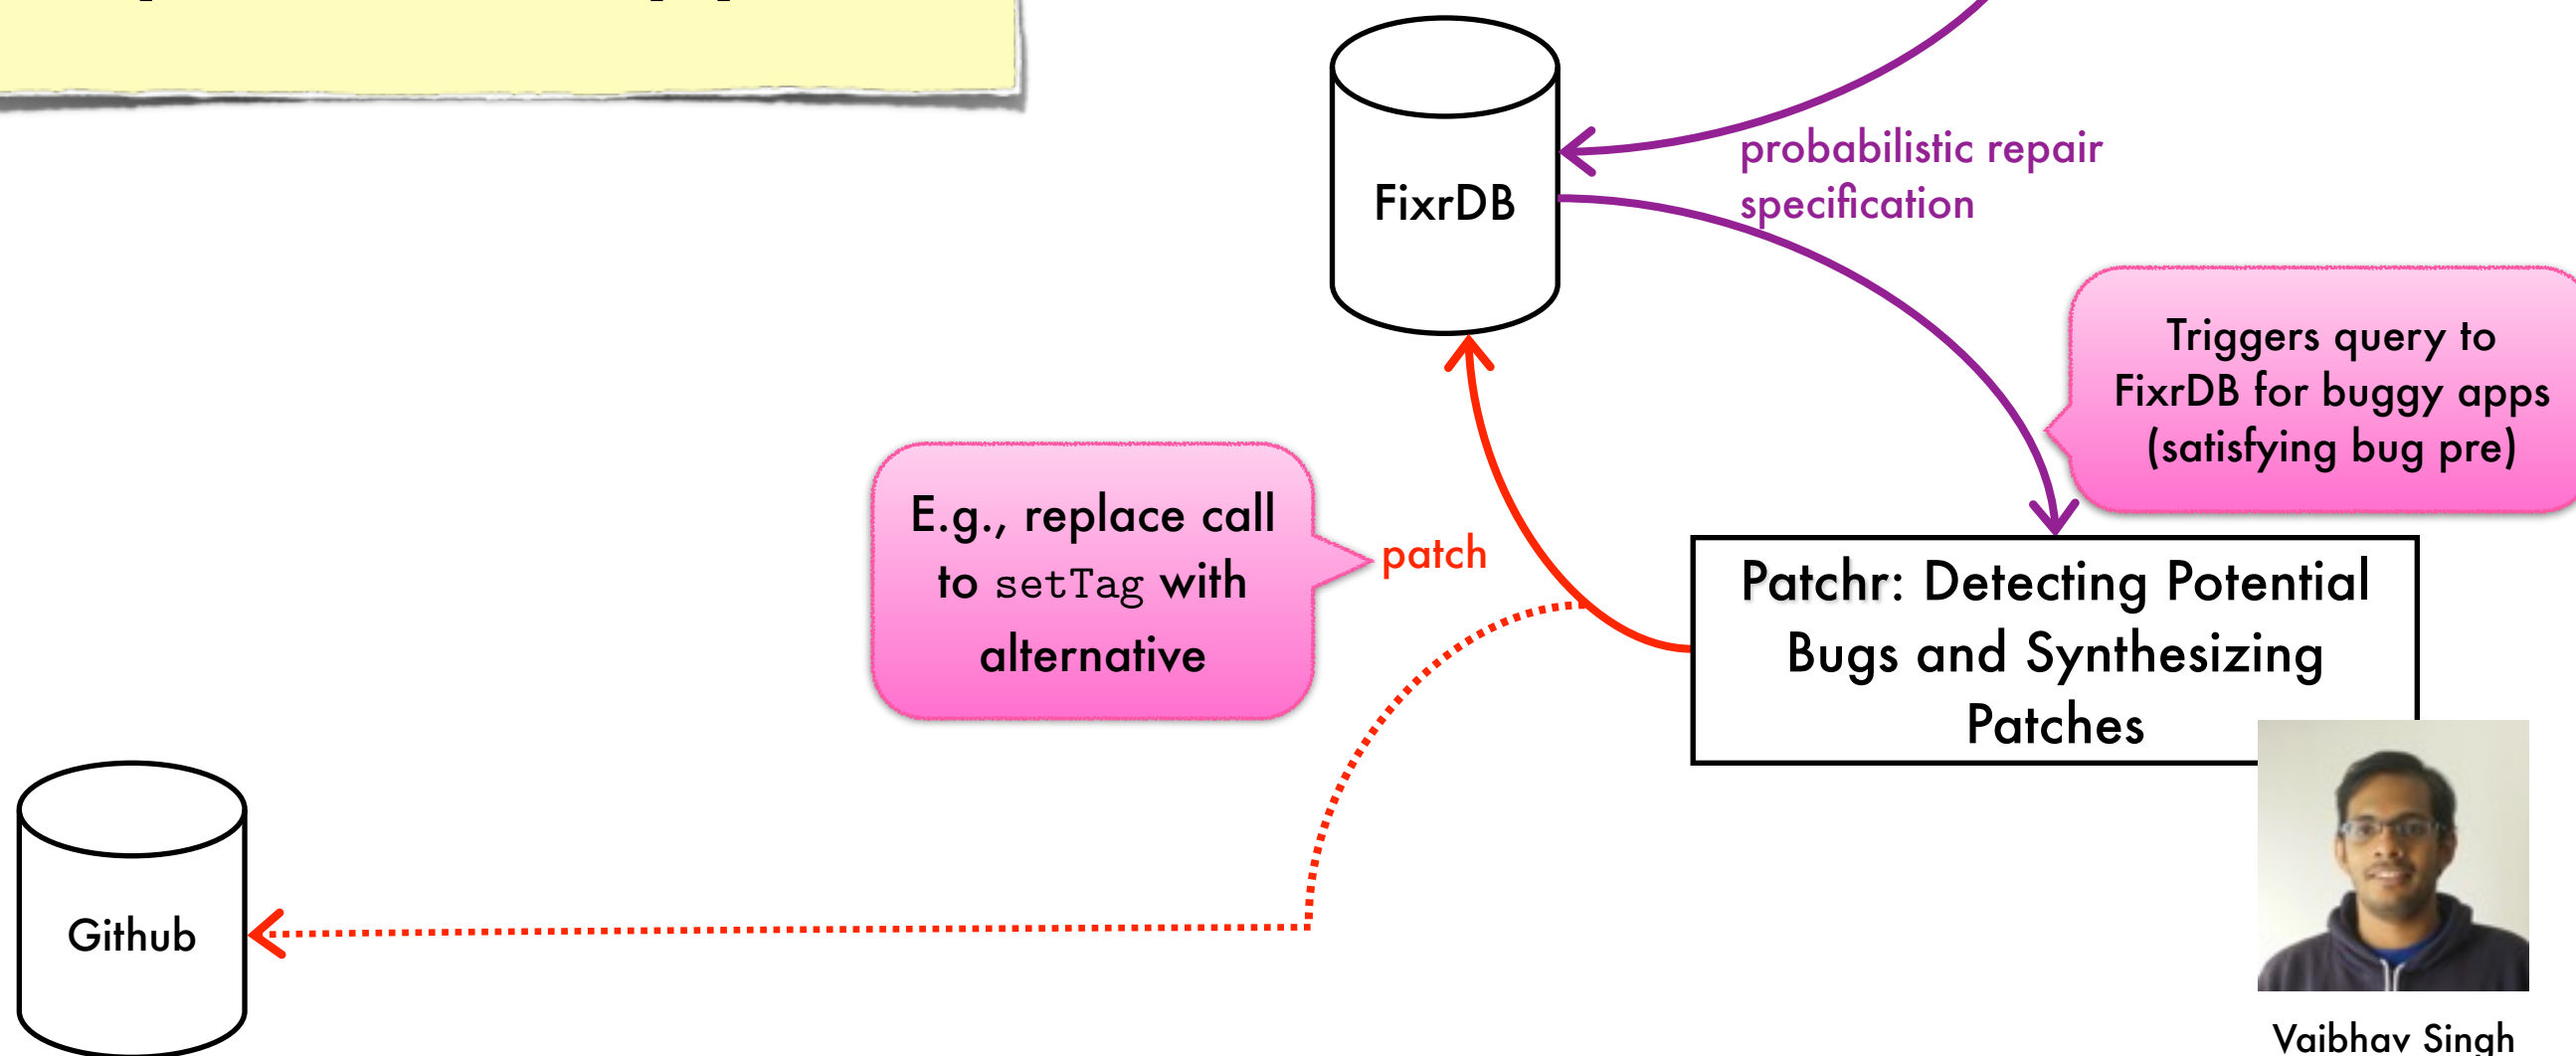 probabilistic repair
specification
FixrDB
Triggers query to
FixrDB for buggy apps
(satisfying bug pre)
E.g., replace call
to setTag with
alternative
patch
Patchr: Detecting Potential
Bugs and Synthesizing
Patches
Github
Vaibhav Singh